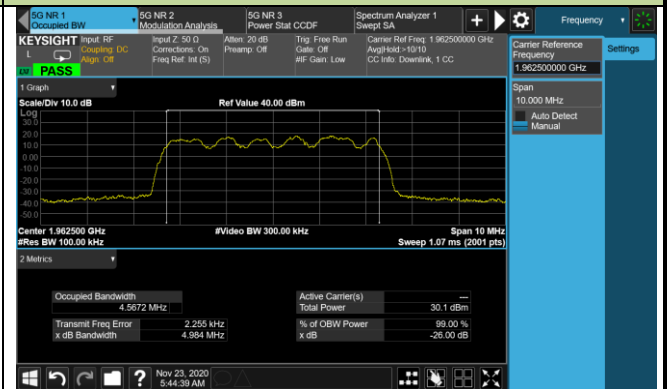 5G NR 1
Occupied BW
5G NR 2
Modulation Analysis
5G NR 3
Power Stat CCDF
Spectrum Analyzer 1
Swept SA
Frequency
KEYSIGHT
L
Input: RF
Coupling: DC
Align: Off
Input Z: 50 Ω
Corrections: On
Freq Ref: Int (S)
Atten: 20 dB
Preamp: Off
Trig: Free Run
Gate: Off
#IF Gain: Low
Carrier Ref Freq: 1.962500000 GHz
Avg|Hold:>10/10
CC Info: Downlink, 1 CC
PASS
Carrier Reference
Frequency
1.962500000 GHz
Settings
Span
10.000 MHz
Auto Detect
Manual
1 Graph
Scale/Div 10.0 dB
Ref Value 40.00 dBm
Log
30.0
20.0
10.0
0.00
-10.0
-20.0
-30.0
-40.0
-50.0
Center 1.962500 GHz
#Video BW 300.00 kHz
Span 10 MHz
#Res BW 100.00 kHz
Sweep 1.07 ms (2001 pts)
2 Metrics
Occupied Bandwidth
4.5672 MHz
Active Carrier(s)
---
Total Power
30.1 dBm
Transmit Freq Error
2.255 kHz
% of OBW Power
99.00 %
x dB Bandwidth
4.984 MHz
x dB
-26.00 dB
?
Nov 23, 2020
5:44:39 AM